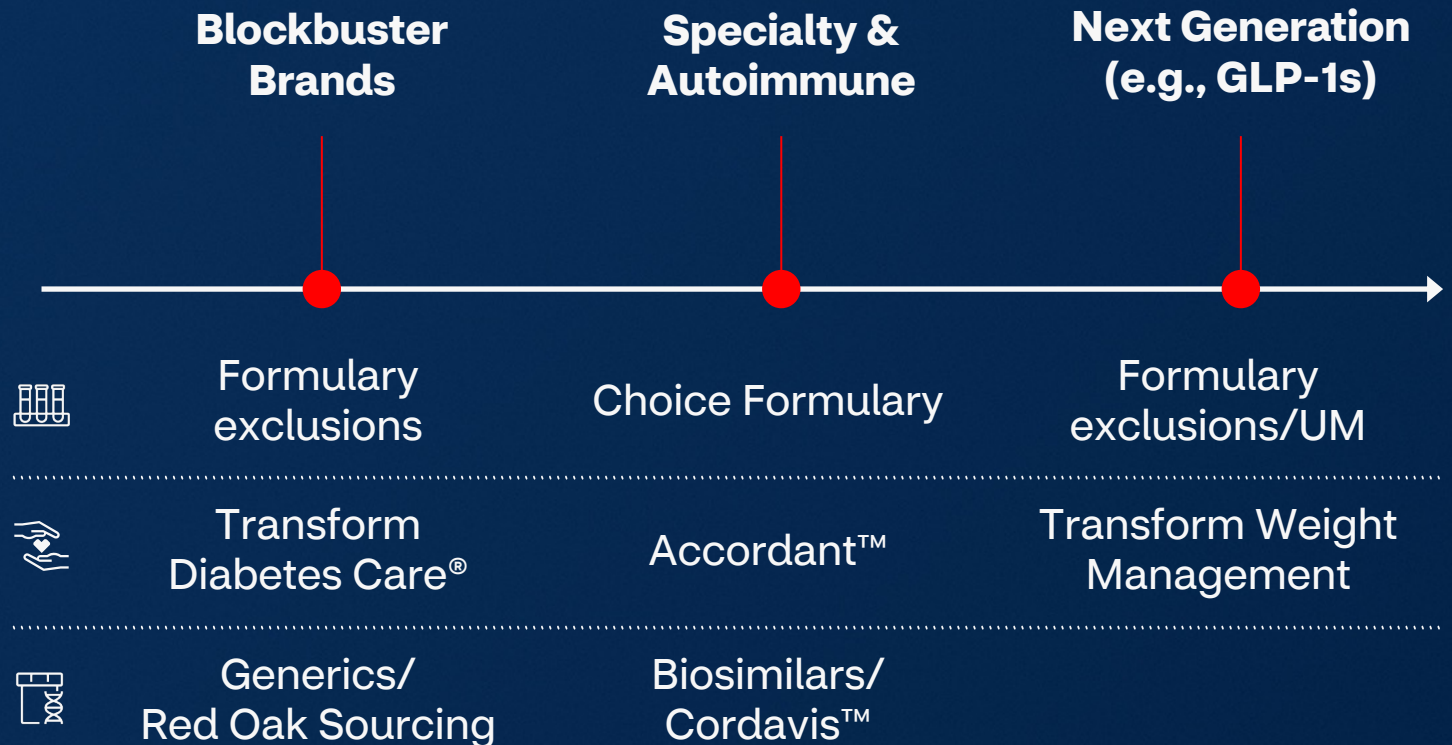 Blockbuster
Brands
Specialty &
Autoimmune
Next Generation
(e.g., GLP-1s)
Formulary
exclusions
Choice Formulary
Formulary
exclusions/UM
Transform
Diabetes Care®
Accordant™
Transform Weight
Management
Generics/
Red Oak Sourcing
Biosimilars/
Cordavis™